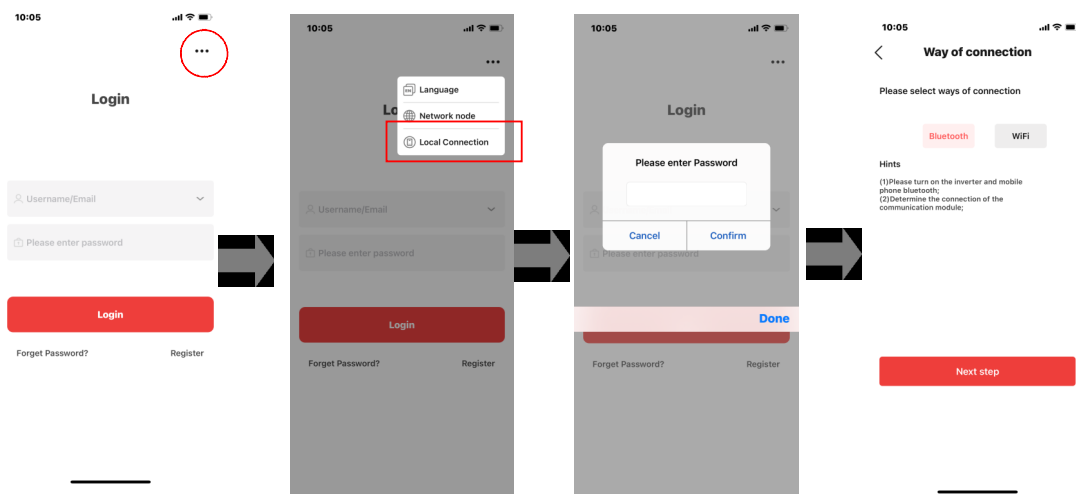 10:05
Login
Username/Email
Please enter password
Login
Forget Password?
Register
10:05
Language
Lo
Network node
Local Connection
Username/Email
Please enter password
Login
Forget Password?
Register
10:05
Login
Please enter Password
Cancel
Confirm
Please enter password
Done
Forget Password?
Register
10:05
Way of connection
Please select ways of connection
Bluetooth
WiFi
Hints
(1)Please turn on the inverter and mobile
phone bluetooth;
(2)Determine the connection of the
communication module;
Next step